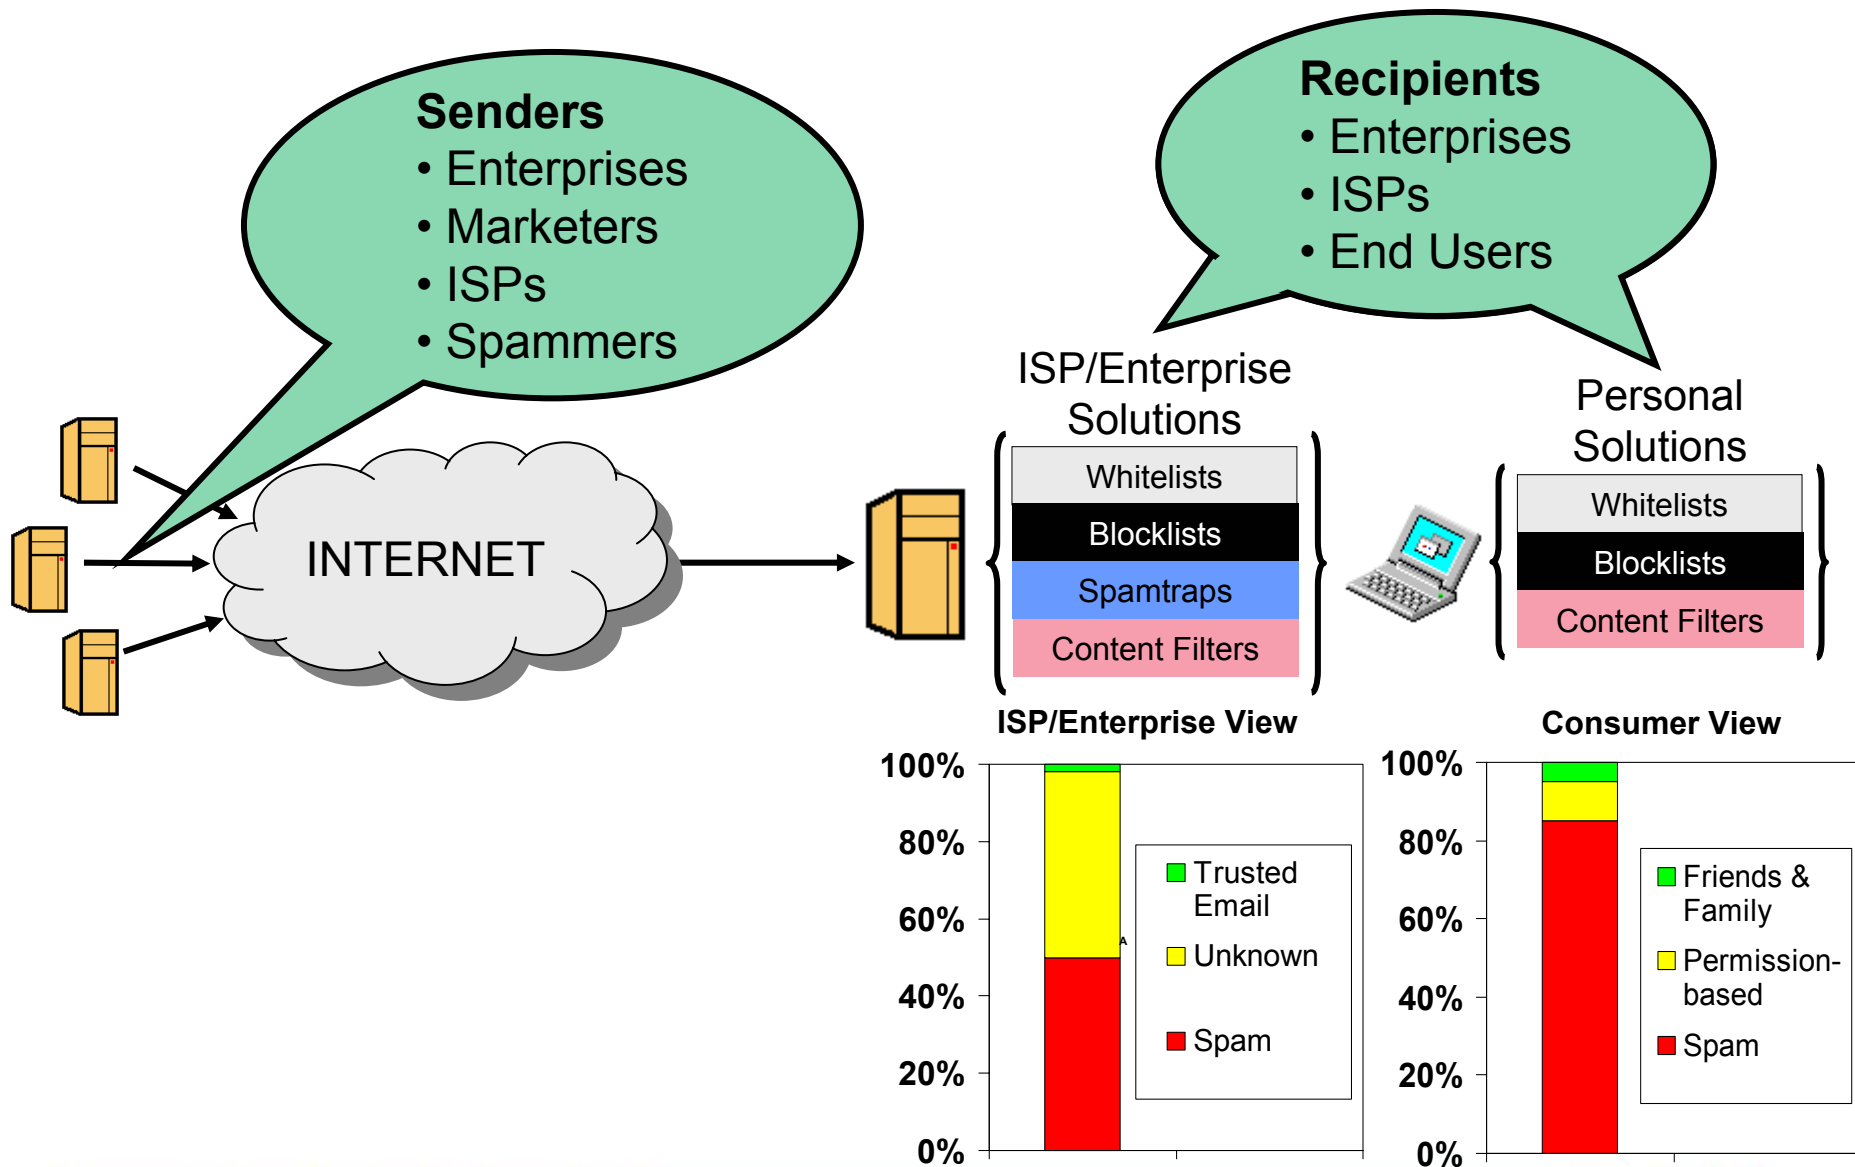 Senders
• Enterprises
• Marketers
• ISPs
• Spammers
Recipients
• Enterprises
• ISPs
• End Users
INTERNET
ISP/Enterprise
Solutions
Whitelists
Blocklists
Spamtraps
Content Filters
Personal
Solutions
Whitelists
Blocklists
Content Filters
ISP/Enterprise View
100%
80%
60%
40%
20%
0%
A
Trusted
Email
Unknown
Spam
Consumer View
100%
80%
60%
40%
20%
0%
Friends &
Family
Permission-
based
Spam